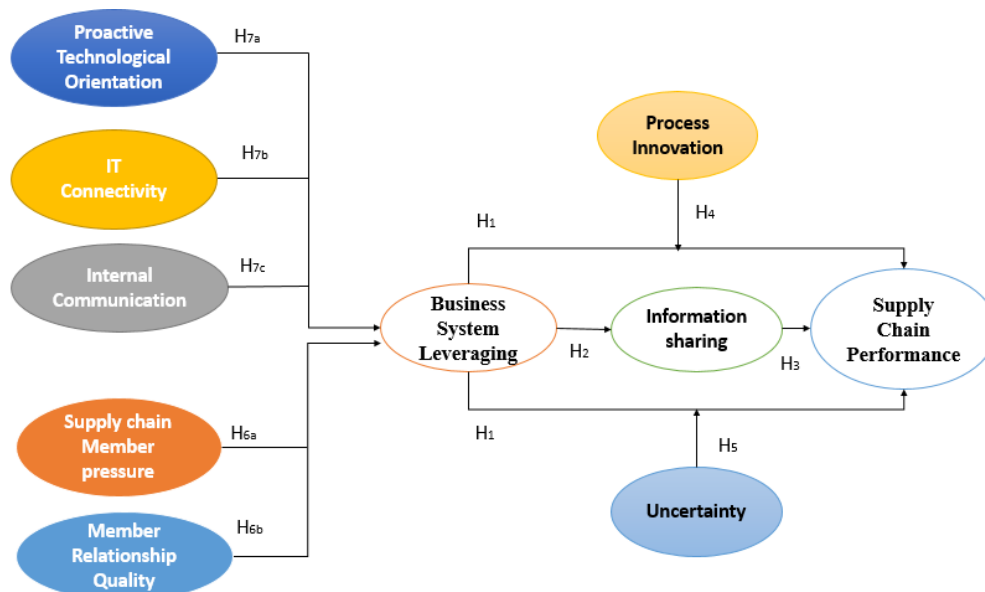 Proactive
Technological
Orientation
H7a
IT
Connectivity
H7b
Internal
Communication
H7c
Supply chain
Member
pressure
H6a
Member
Relationship
Quality
H6b
Business
System
Leveraging
H1
H1
H2
Information
sharing
H3
Process
Innovation
H4
Uncertainty
H5
Supply
Chain
Performance